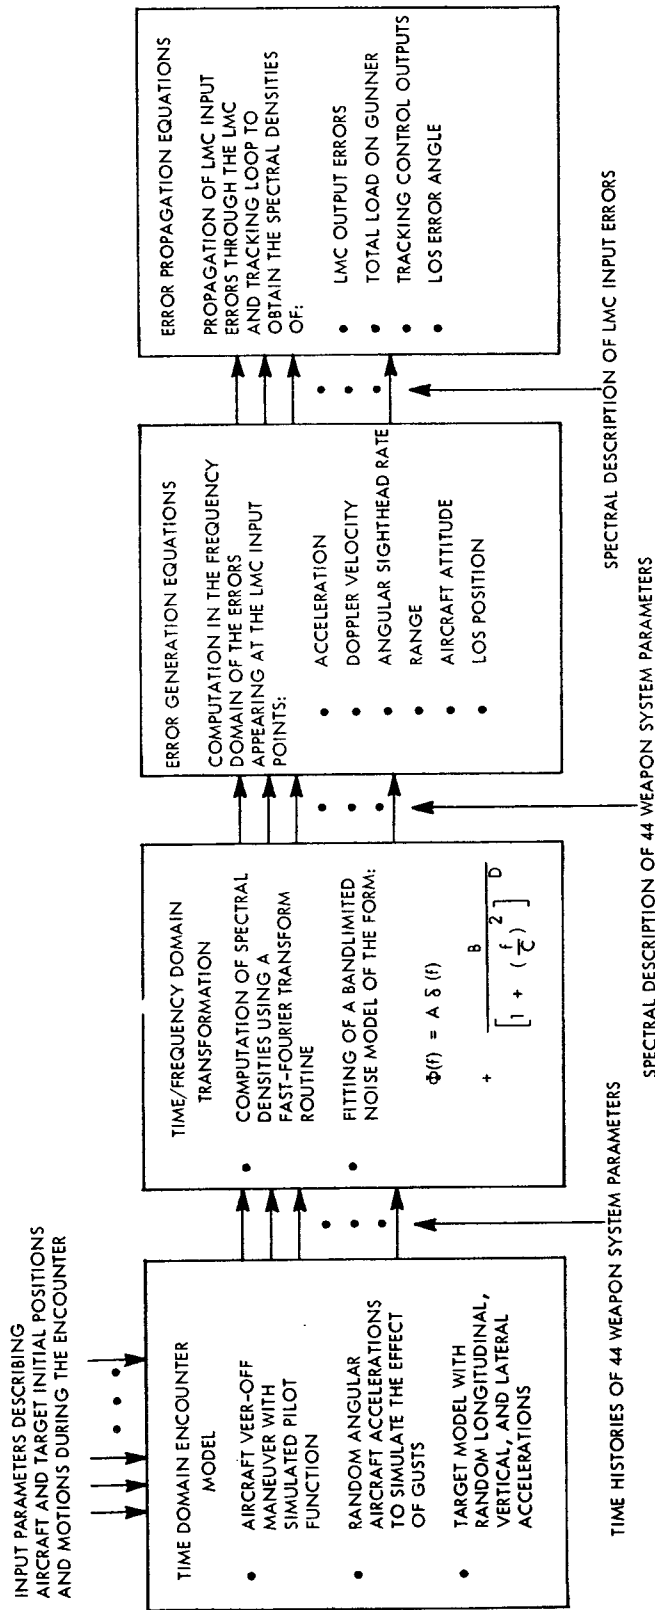 INPUT PARAMETERS DESCRIBING
AIRCRAFT AND TARGET INITIAL POSITIONS
AND MOTIONS DURING THE ENCOUNTER
TIME DOMAIN ENCOUNTER
MODEL
• AIRCRAFT VEER-OFF
MANEUVER WITH
SIMULATED PILOT
FUNCTION
• RANDOM ANGULAR
AIRCRAFT ACCELERATIONS
TO SIMULATE THE EFFECT
OF GUSTS
• TARGET MODEL WITH
RANDOM LONGITUDINAL,
VERTICAL, AND LATERAL
ACCELERATIONS
TIME HISTORIES OF 44 WEAPON SYSTEM PARAMETERS
TIME/FREQUENCY DOMAIN
TRANSFORMATION
• COMPUTATION OF SPECTRAL
DENSITIES USING A
FAST-FOURIER TRANSFORM
ROUTINE
• FITTING OF A BANDLIMITED
NOISE MODEL OF THE FORM:
Φ(f) = A δ (f)
+ B / [1 + (f/C)^2]^D
SPECTRAL DESCRIPTION OF 44 WEAPON SYSTEM PARAMETERS
ERROR GENERATION EQUATIONS
COMPUTATION IN THE FREQUENCY
DOMAIN OF THE ERRORS
APPEARING AT THE LMC INPUT
POINTS:
• ACCELERATION
• DOPPLER VELOCITY
• ANGULAR SIGHTHEAD RATE
• RANGE
• AIRCRAFT ATTITUDE
• LOS POSITION
SPECTRAL DESCRIPTION OF LMC INPUT ERRORS
ERROR PROPAGATION EQUATIONS
PROPAGATION OF LMC INPUT
ERRORS THROUGH THE LMC
AND TRACKING LOOP TO
OBTAIN THE SPECTRAL DENSITIES
OF:
• LMC OUTPUT ERRORS
• TOTAL LOAD ON GUNNER
• TRACKING CONTROL OUTPUTS
• LOS ERROR ANGLE